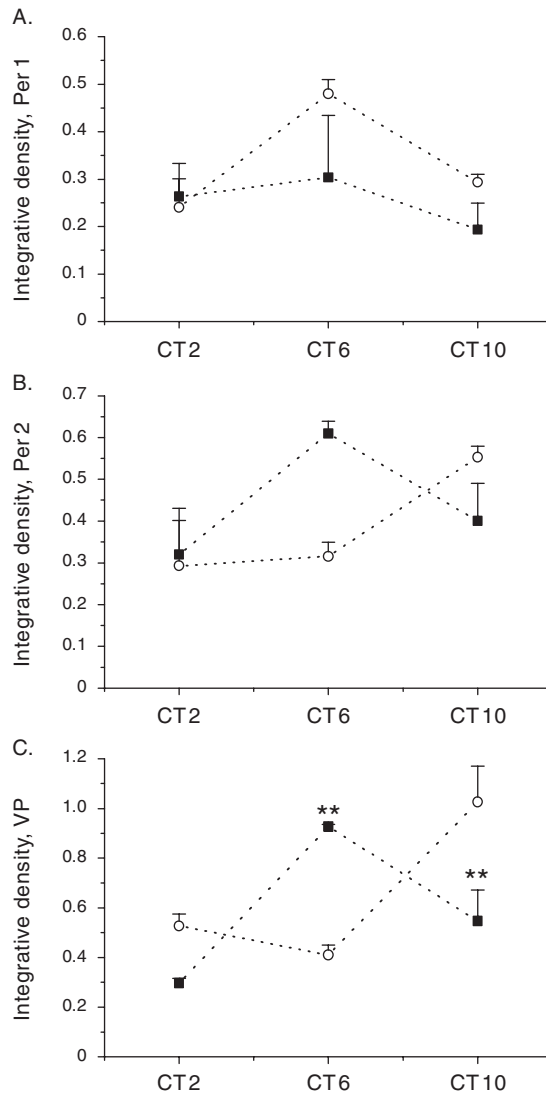 A.
Integrative density, Per 1
0.6
0.5
0.4
0.3
0.2
0.1
0
CT2 CT6 CT10
B.
Integrative density, Per 2
0.7
0.6
0.5
0.4
0.3
0.2
0.1
0
CT2 CT6 CT10
C.
Integrative density, VP
1.2
1.0
0.8
0.6
0.4
0.2
0
**
**
CT2 CT6 CT10